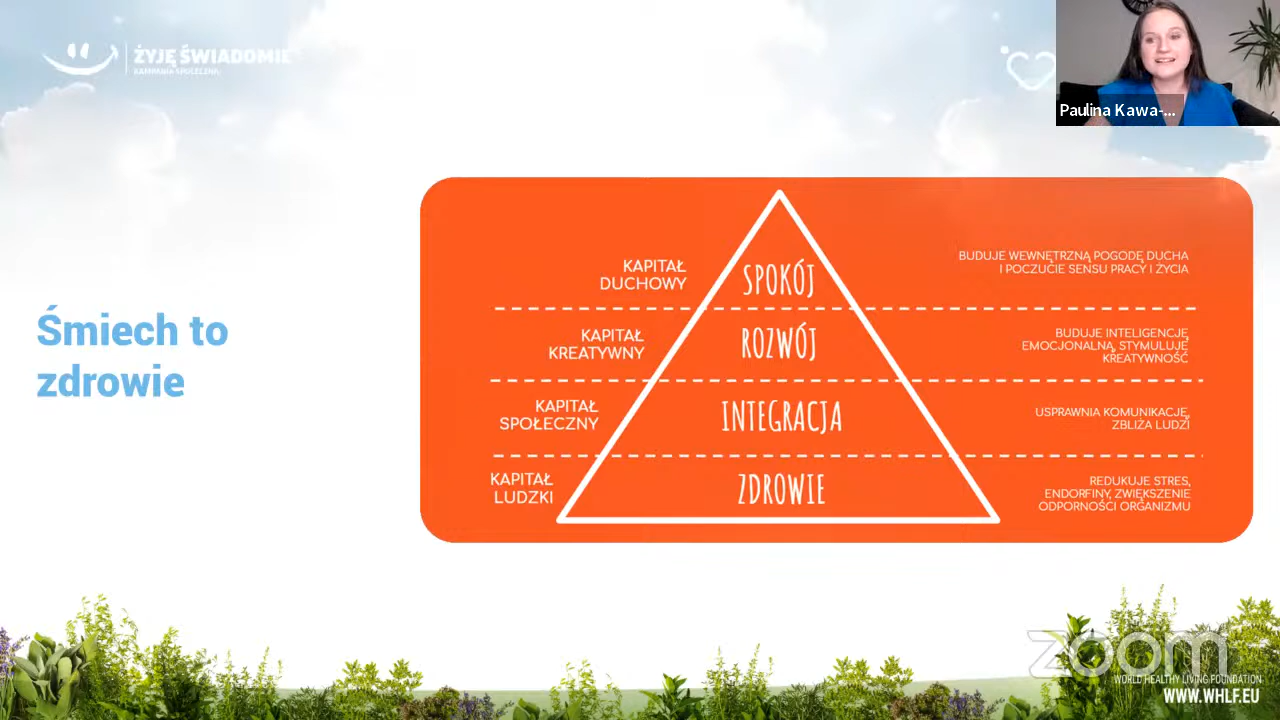 ŻYJĘ ŚWIADOMIE
KAMPANIA SPOŁECZNA
Paulina Kawa-...
Śmiech to
zdrowie
KAPITAŁ
DUCHOWY
SPOKÓJ
BUDUJE WEWNĘTRZNĄ POGODĘ DUCHA
I POCZUCIE SENSU PRACY I ŻYCIA
KAPITAŁ
KREATYWNY
ROZWÓJ
BUDUJE INTELIGENCJĘ
EMOCJONALNĄ, STYMULUJE
KREATYWNOŚĆ
KAPITAŁ
SPOŁECZNY
INTEGRACJA
USPRAWNIA KOMUNIKACJĘ,
ZBLIŻA LUDZI
KAPITAŁ
LUDZKI
ZDROWIE
REDUKUJE STRES,
ENDORFINY, ZWIĘKSZENIE
ODPORNOŚCI ORGANIZMU
zoom
WORLD HEALTHY LIVING FOUNDATION
WWW.WHLF.EU